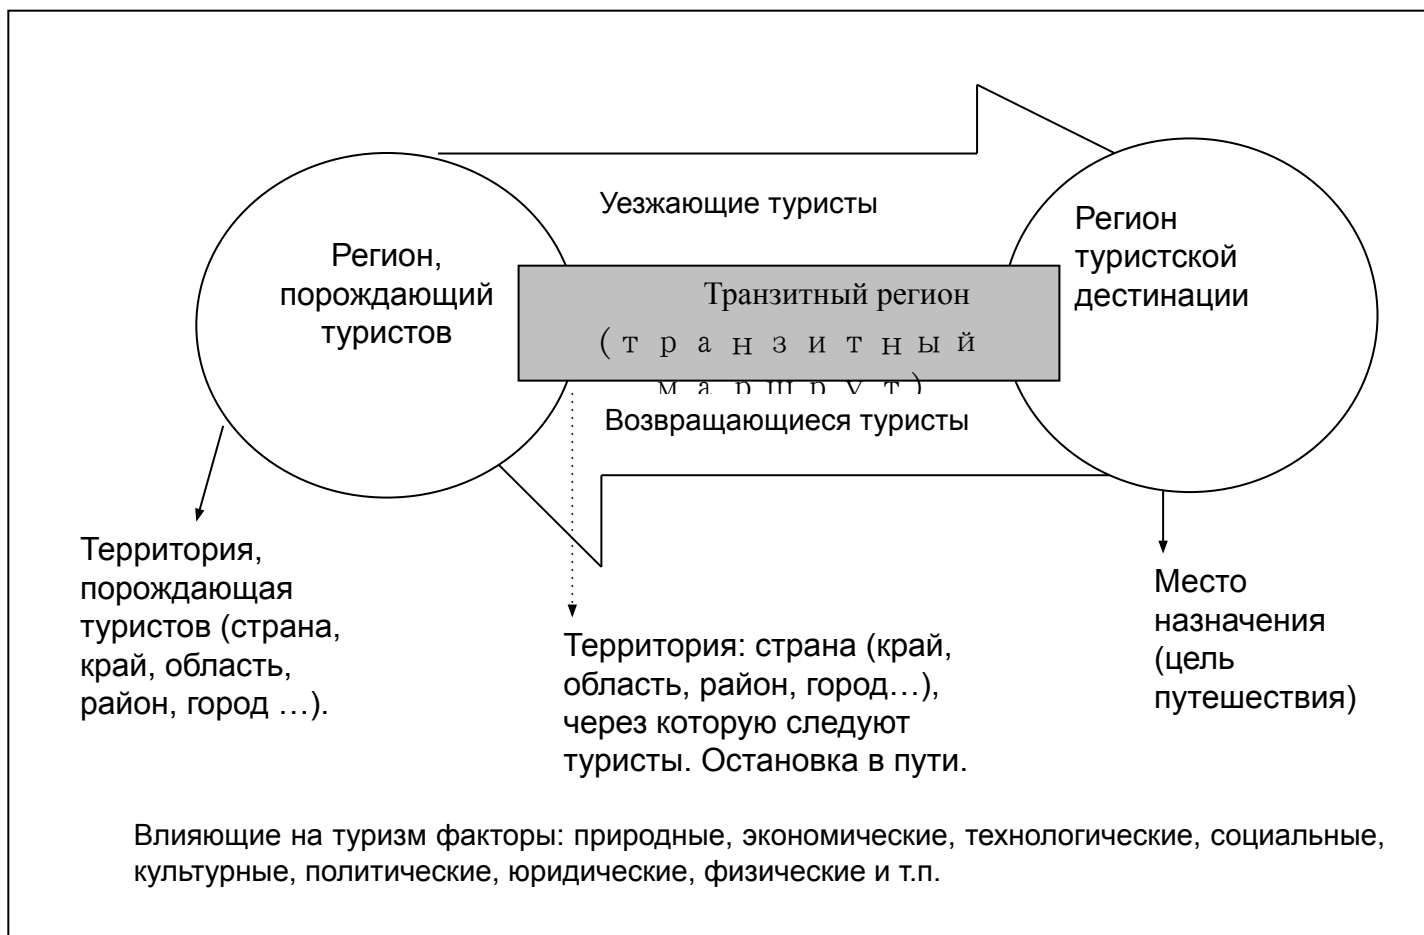 Уезжающие туристы
Регион,
порождающий
туристов
Транзитный регион
(транзитный
маршрут)
Регион
туристской
дестинации
Возвращающиеся туристы
Территория,
порождающая
туристов (страна,
край, область,
район, город …).
Территория: страна (край,
область, район, город…),
через которую следуют
туристы. Остановка в пути.
Место
назначения
(цель
путешествия)
Влияющие на туризм факторы: природные, экономические, технологические, социальные,
культурные, политические, юридические, физические и т.п.